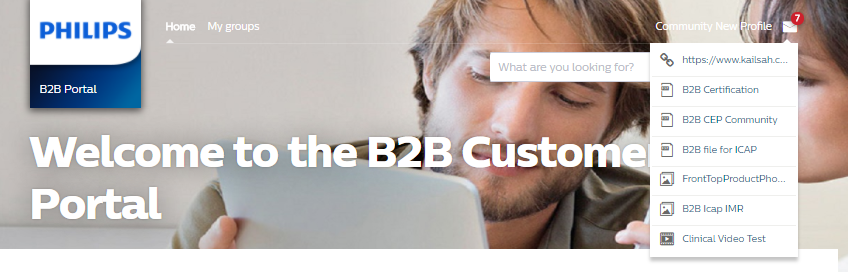 PHILIPS
B2B Portal
Home
My groups
Community New Profile
7
What are you looking for?
https://www.kailsah.c...
B2B Certification
B2B CEP Community
B2B file for ICAP
FrontTopProductPho...
B2B Icap IMR
Clinical Video Test
Welcome to the B2B Custome
Portal